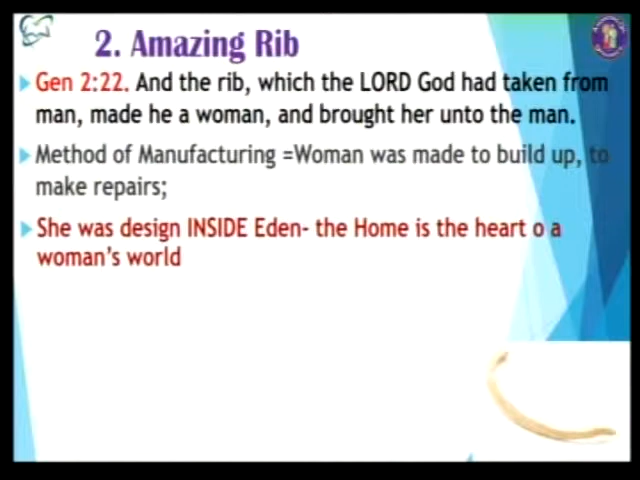 2. Amazing Rib
Gen 2:22. And the rib, which the LORD God had taken from
man, made he a woman, and brought her unto the man.
Method of Manufacturing =Woman was made to build up, to
make repairs;
She was design INSIDE Eden- the Home is the heart o a
woman's world